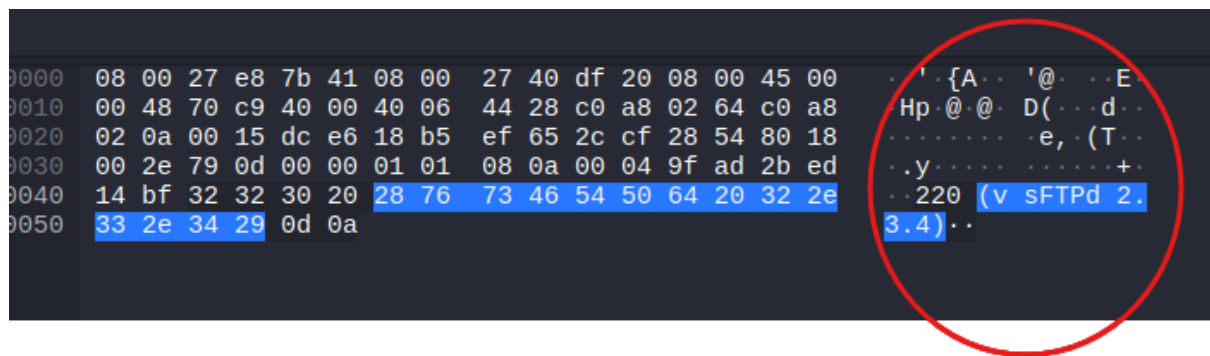 0000 08 00 27 e8 7b 41 08 00 27 40 df 20 08 00 45 00 ··'·{A·· '@· ··E·
0010 00 48 70 c9 40 00 40 06 44 28 c0 a8 02 64 c0 a8 ·Hp·@·@· D(···d··
0020 02 0a 00 15 dc e6 18 b5 ef 65 2c cf 28 54 80 18 ········ ·e,·(T··
0030 00 2e 79 0d 00 00 01 01 08 0a 00 04 9f ad 2b ed ·.y····· ······+·
0040 14 bf 32 32 30 20 28 76 73 46 54 50 64 20 32 2e ··220 (v sFTPd 2.
0050 33 2e 34 29 0d 0a 3.4)··